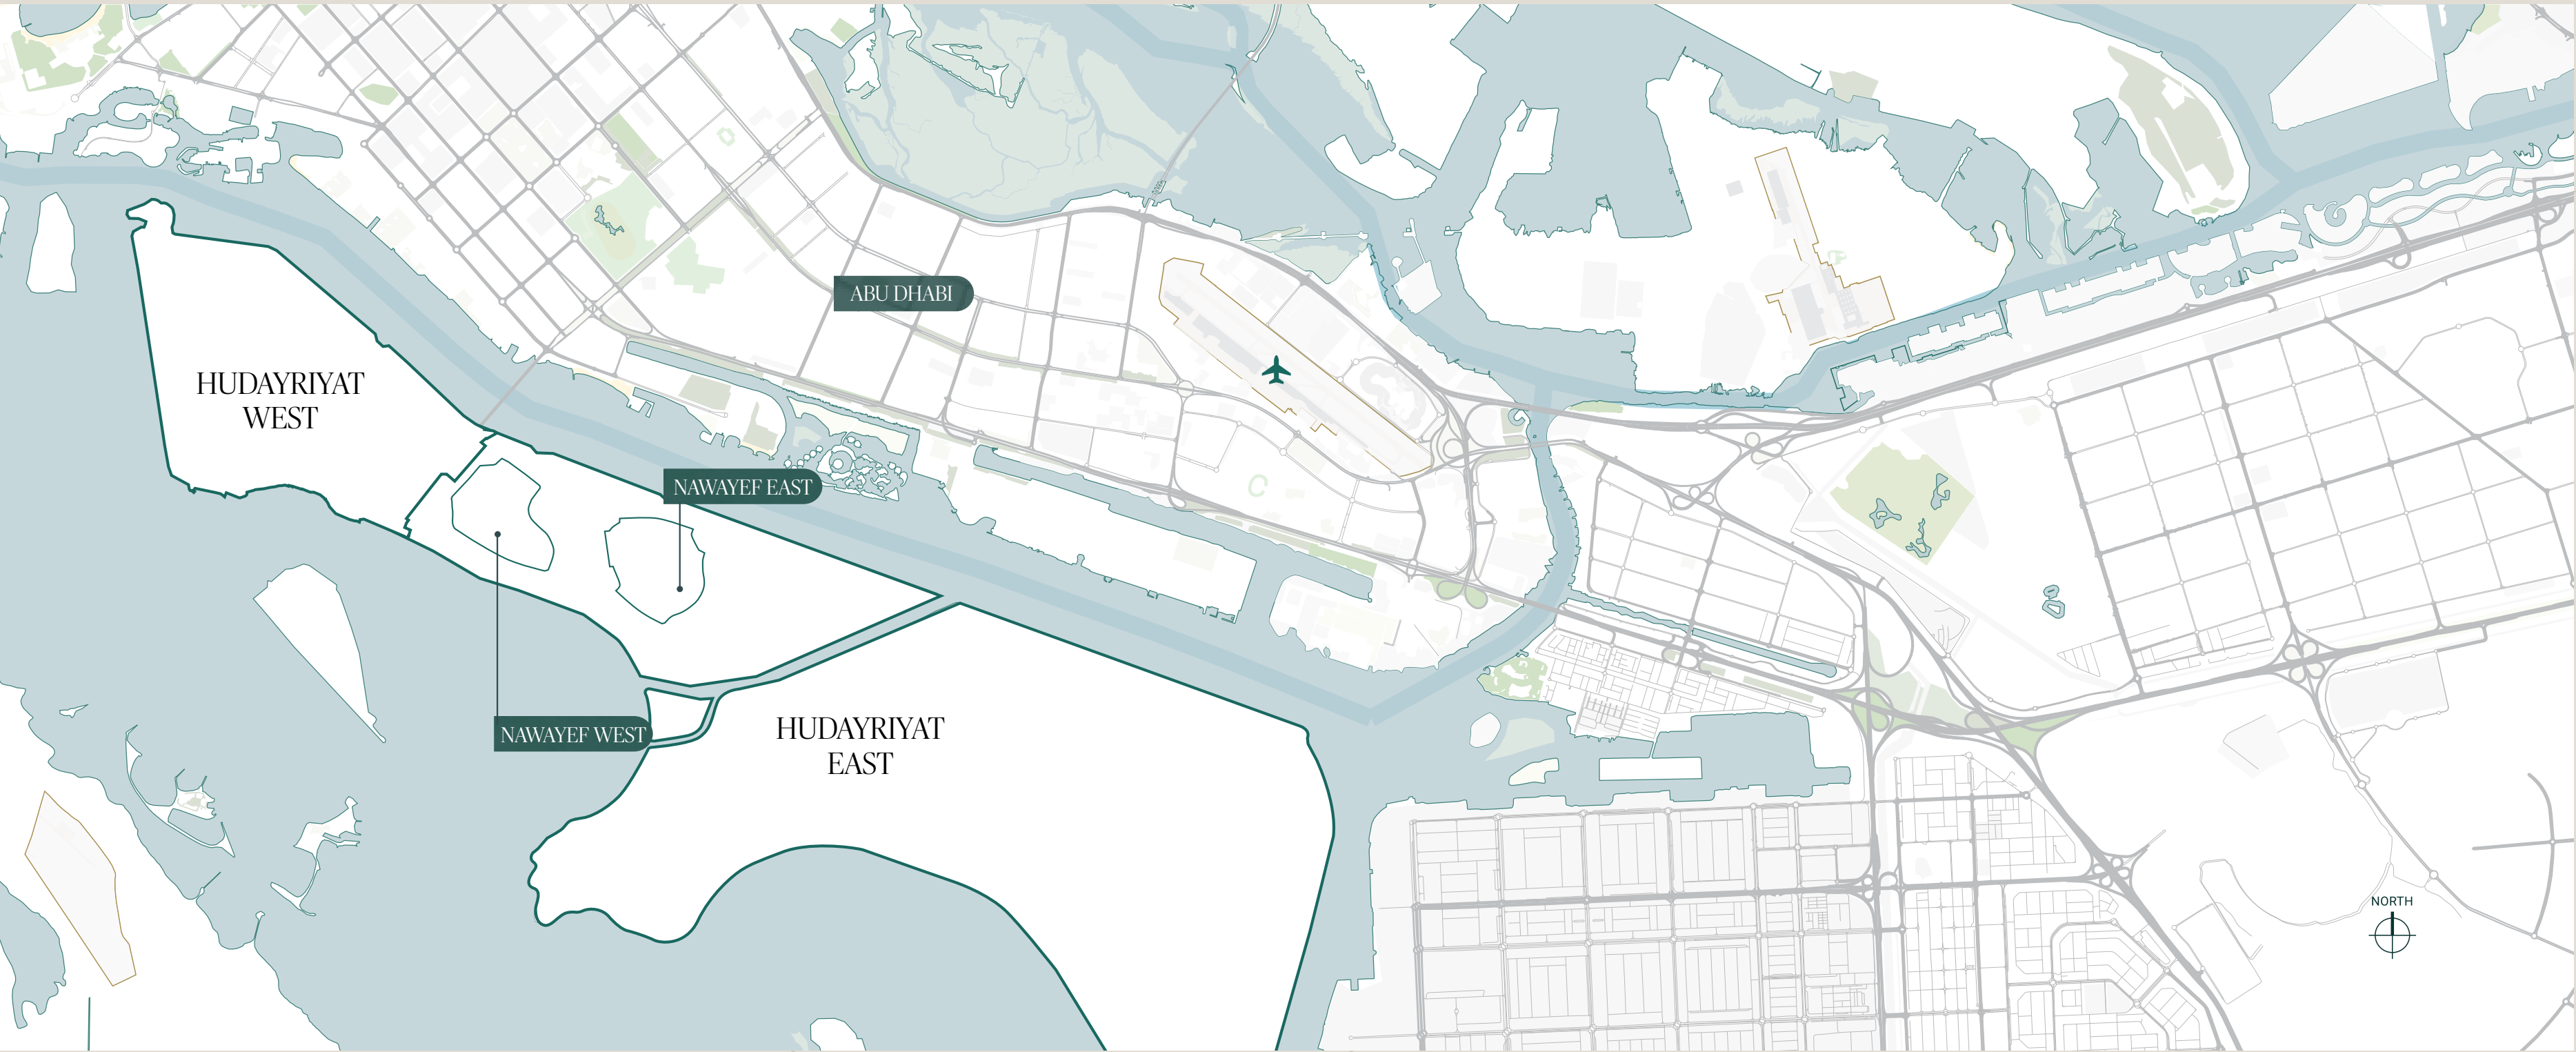 ABU DHABI
HUDAYRIYAT
WEST
NAWAYEF EAST
NAWAYEF WEST
HUDAYRIYAT
EAST
NORTH